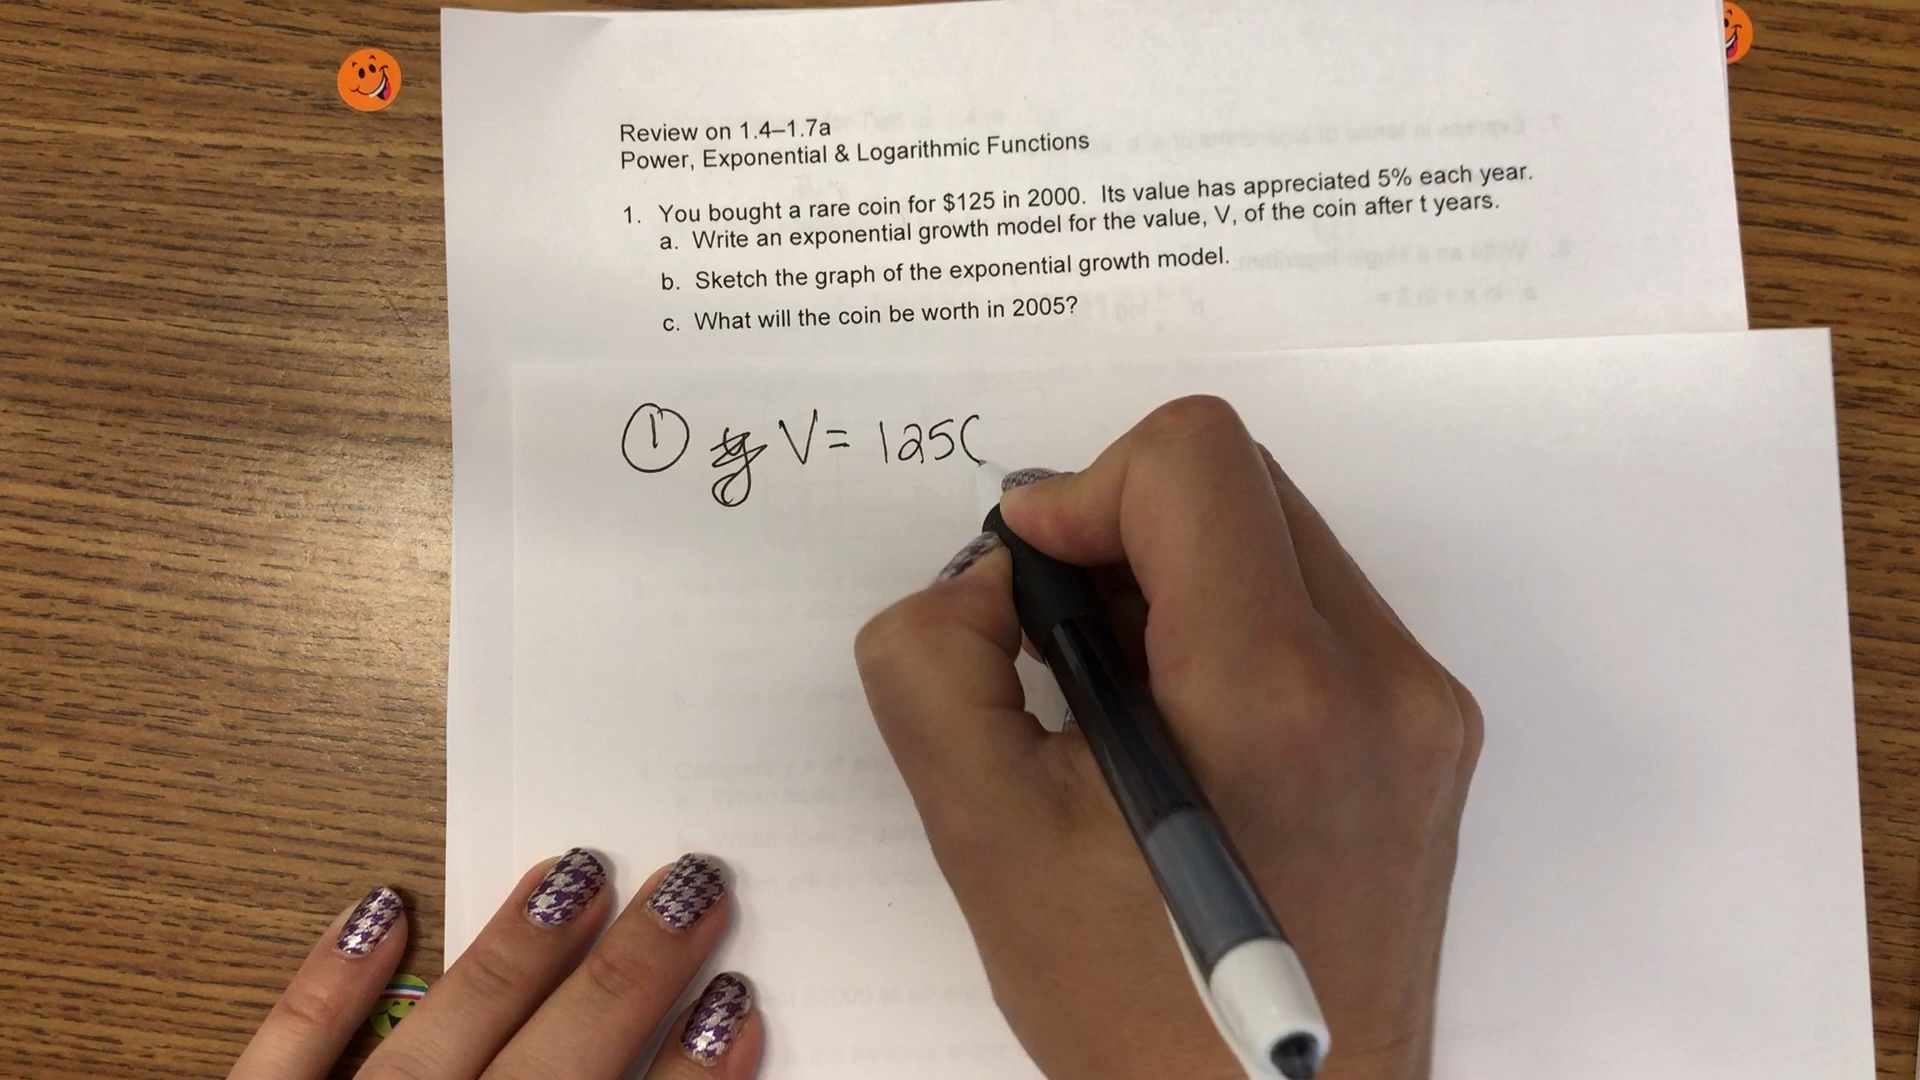 Review on 1.4–1.7a
Power, Exponential & Logarithmic Functions
1. You bought a rare coin for $125 in 2000. Its value has appreciated 5% each year.
a. Write an exponential growth model for the value, V, of the coin after t years.
b. Sketch the graph of the exponential growth model.
c. What will the coin be worth in 2005?
1 V= 125(